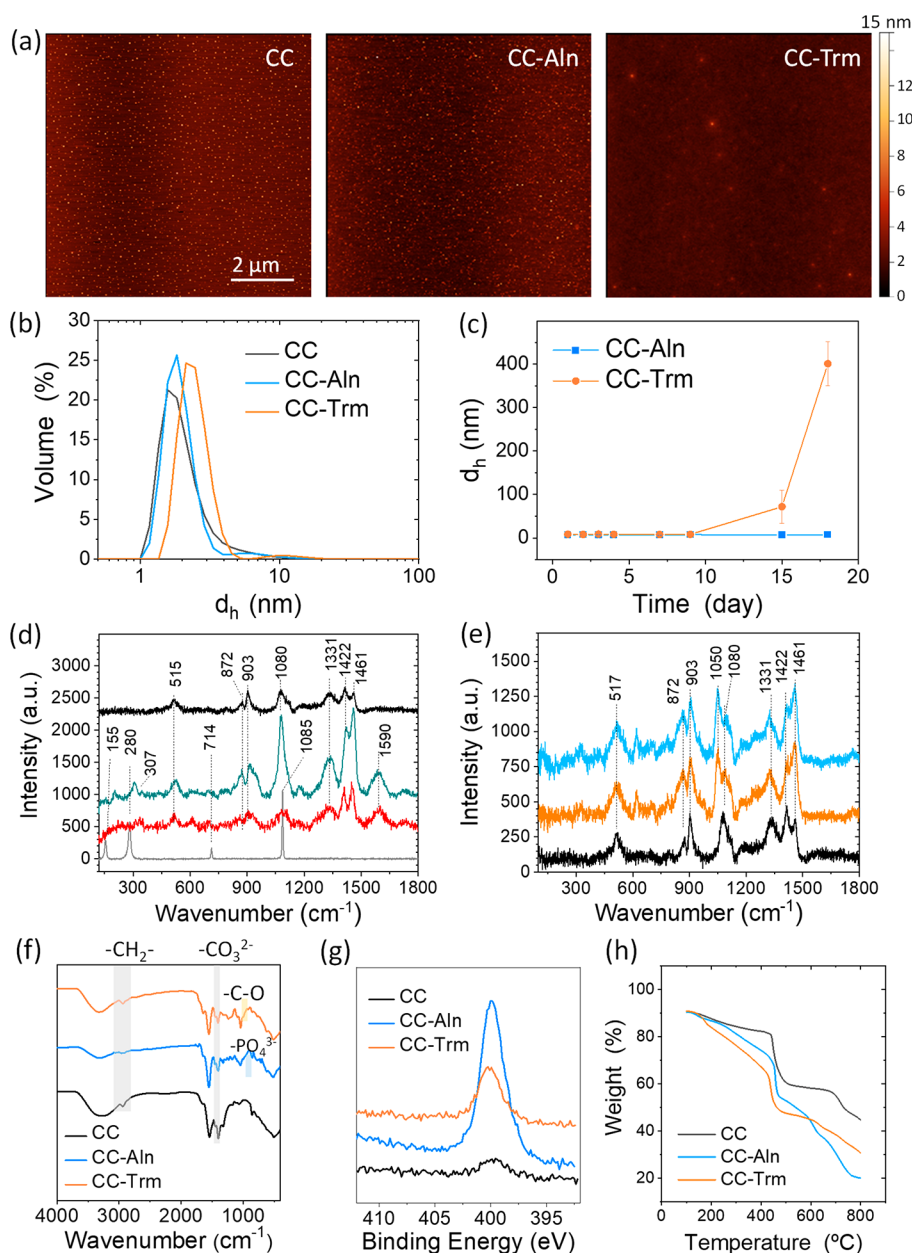 (a)
CC
CC-Aln
CC-Trm
2 µm
15 nm
12
10
8
6
4
2
0
(b)
30
25
20
15
10
5
0
Volume (%)
CC
CC-Aln
CC-Trm
1
10
100
dh (nm)
(c)
400
300
200
100
0
dh (nm)
CC-Aln
CC-Trm
0
5
10
15
20
Time (day)
(d)
3000
2500
2000
1500
1000
500
0
Intensity (a.u.)
155
280
307
515
714
872
903
1080
1085
1331
1422
1461
1590
300
600
900
1200
1500
1800
Wavenumber (cm-1)
(e)
1500
1250
1000
750
500
250
0
Intensity (a.u.)
517
872
903
1050
1080
1331
1422
1461
300
600
900
1200
1500
1800
Wavenumber (cm-1)
(f)
-CH2-
-CO3 2-
-C-O
-PO4 3-
CC
CC-Aln
CC-Trm
4000
3000
2000
1000
Wavenumber (cm-1)
(g)
CC
CC-Aln
CC-Trm
410
405
400
395
Binding Energy (eV)
(h)
100
80
60
40
20
Weight (%)
CC
CC-Aln
CC-Trm
0
200
400
600
800
Temperature (ºC)